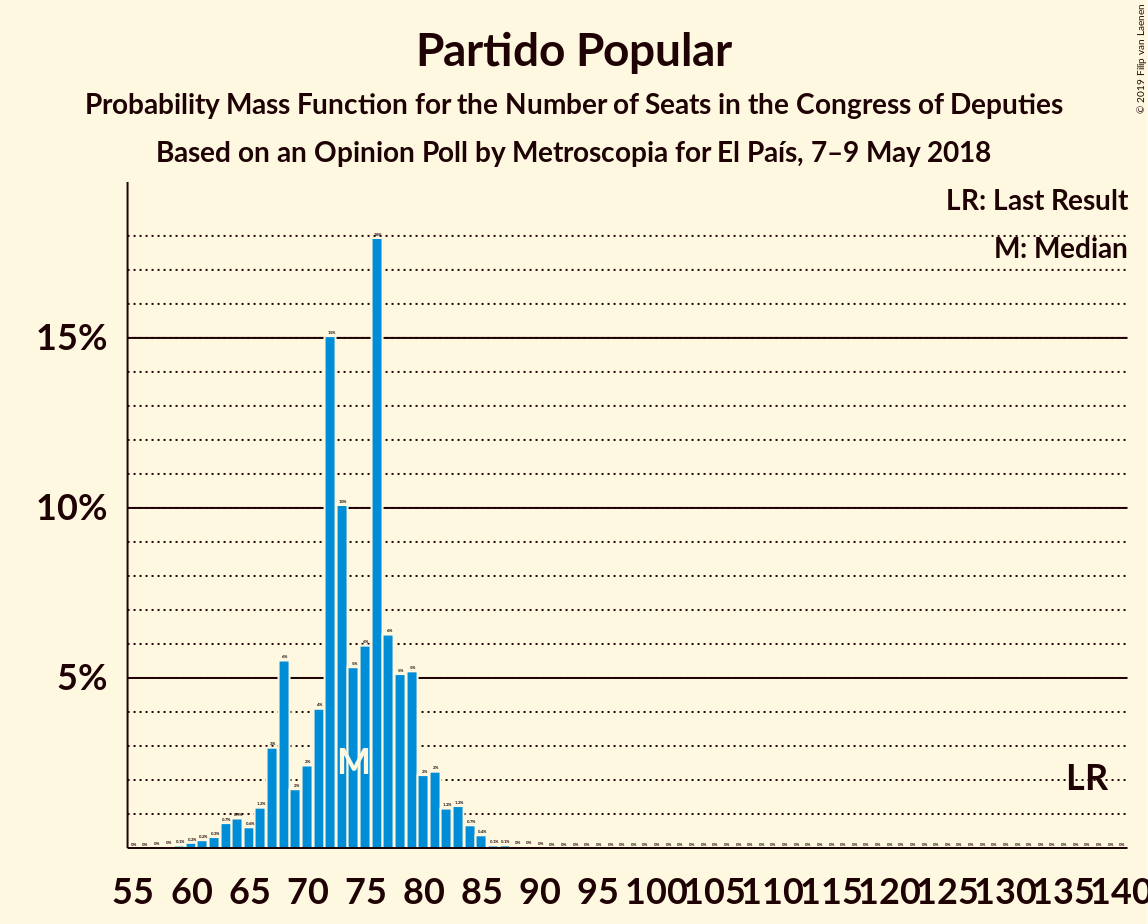 Partido Popular
Probability Mass Function for the Number of Seats in the Congress of Deputies
Based on an Opinion Poll by Metroscopia for El País, 7–9 May 2018
© 2019 Filip van Laenen
LR: Last Result
M: Median
15%
10%
5%
M
LR
55 60 65 70 75 80 85 90 95 100 105 110 115 120 125 130 135 140